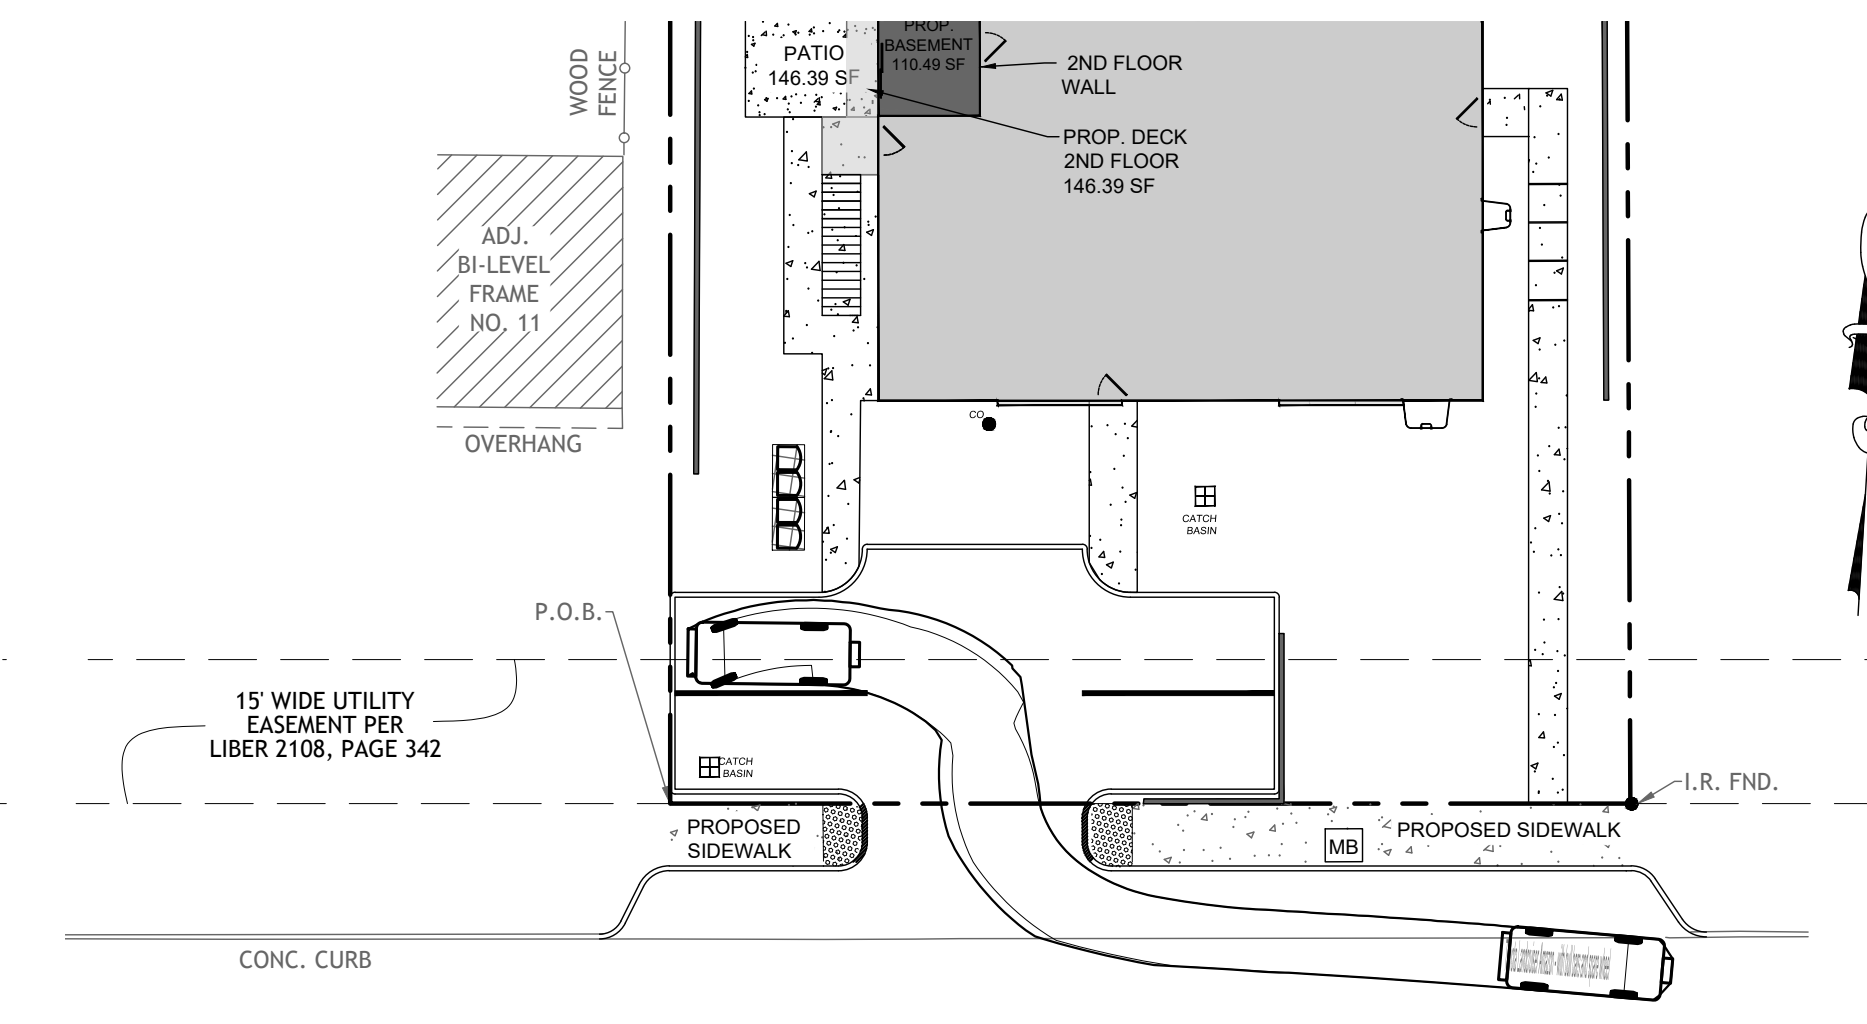 PROP.
BASEMENT
110.49 SF
PATIO
146.39 SF
2ND FLOOR
WALL
WOOD
FENCE
PROP. DECK
2ND FLOOR
146.39 SF
ADJ.
BI-LEVEL
FRAME
NO. 11
OVERHANG
CO
CATCH
BASIN
P.O.B.
15' WIDE UTILITY
EASEMENT PER
LIBER 2108, PAGE 342
CATCH
BASIN
I.R. FND.
PROPOSED
SIDEWALK
MB
PROPOSED SIDEWALK
CONC. CURB